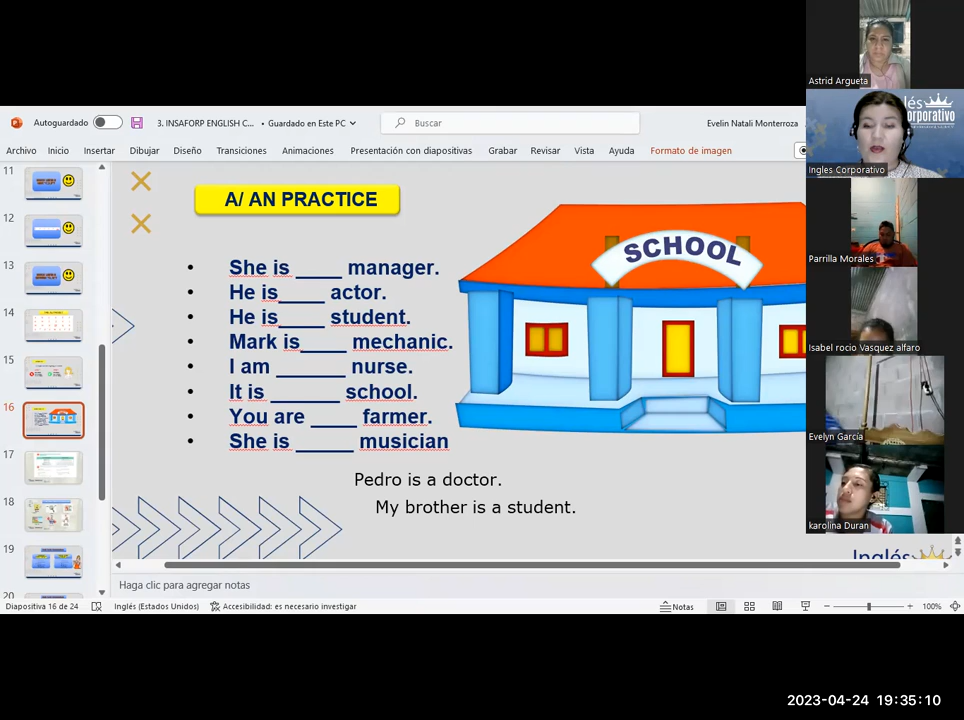 Autoguardado
3. INSAFORP ENGLISH C... • Guardado en Este PC
Buscar
Evelin Natali Monterroza
Archivo Inicio Insertar Dibujar Diseño Transiciones Animaciones Presentación con diapositivas Grabar Revisar Vista Ayuda Formato de imagen
11
12
13
14
15
16
17
18
19
20
A/ AN PRACTICE
SCHOOL
• She is ____ manager.
• He is____ actor.
• He is____ student.
• Mark is____ mechanic.
• I am ______ nurse.
• It is ______ school.
• You are ____ farmer.
• She is _____ musician
Pedro is a doctor.
My brother is a student.
Inglés
Haga clic para agregar notas
Diapositiva 16 de 24
Inglés (Estados Unidos)
Accesibilidad: es necesario investigar
Notas
100%
Astrid Argueta
Ingles Corporativo
Parrilla Morales
Isabel rocio Vasquez alfaro
Evelyn García
karolina Duran
2023-04-24 19:35:10